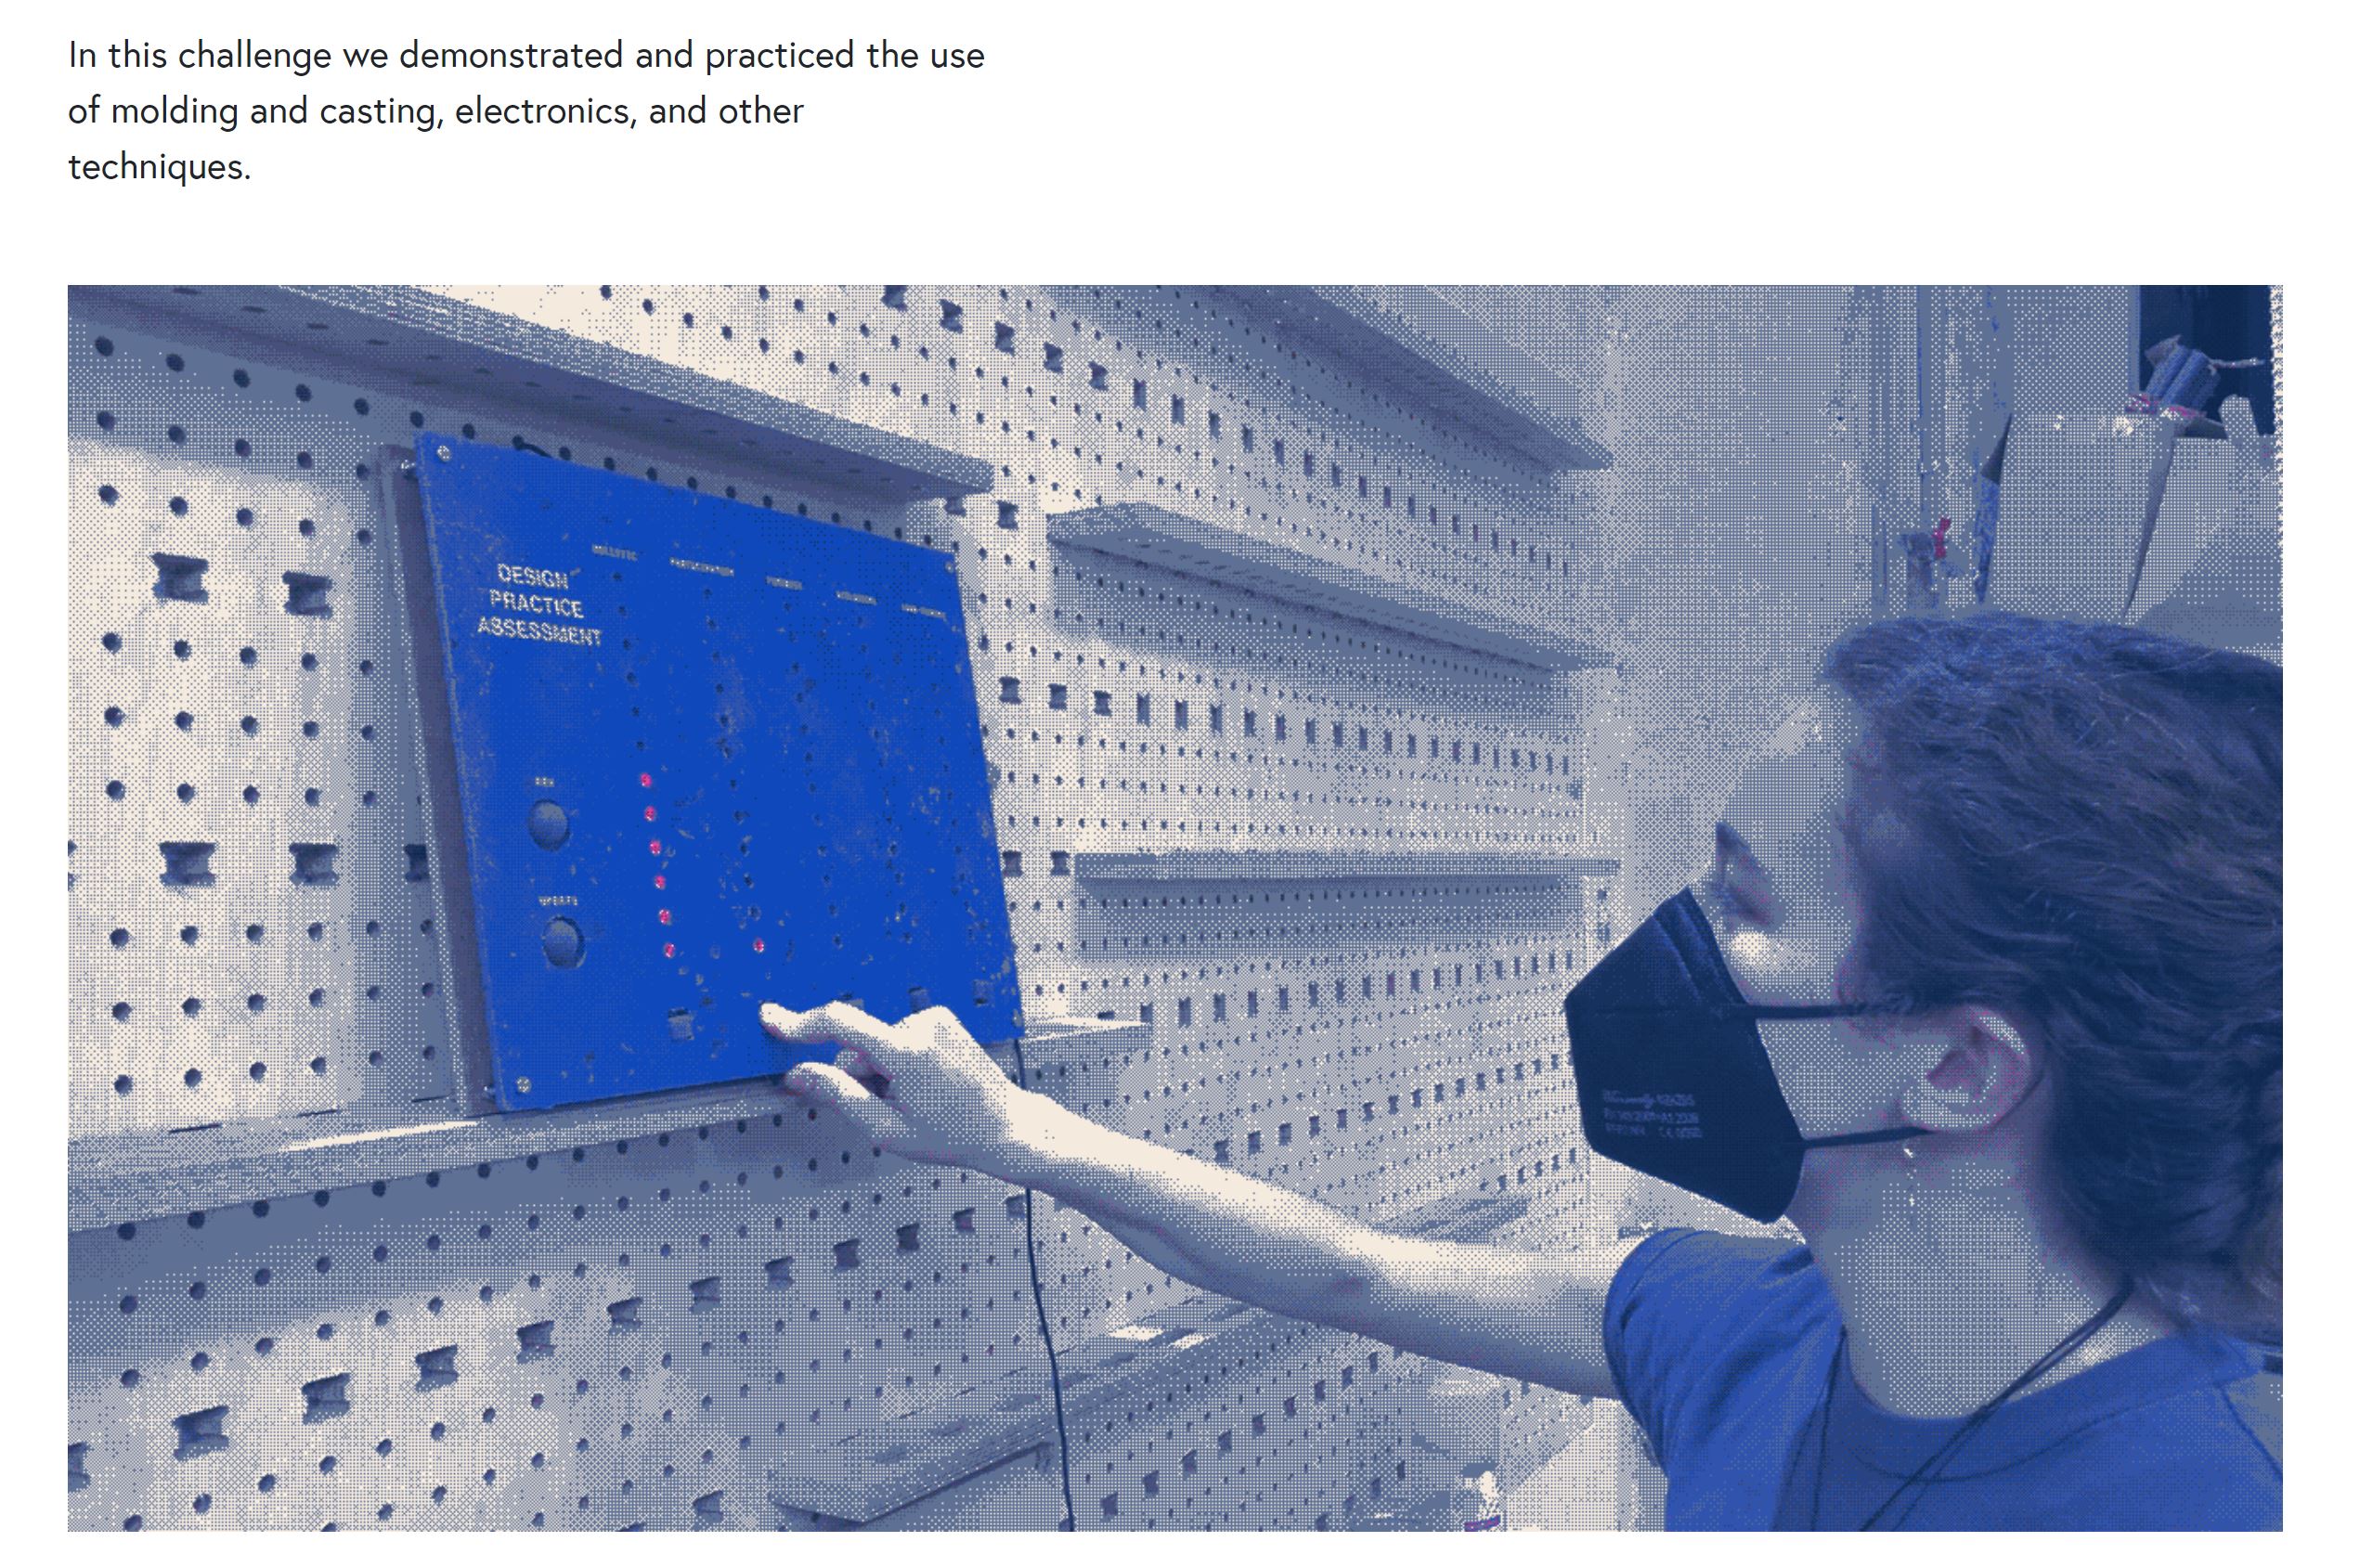 In this challenge we demonstrated and practiced the use
of molding and casting, electronics, and other
techniques.
DESIGN
PRACTICE
ASSESSMENT